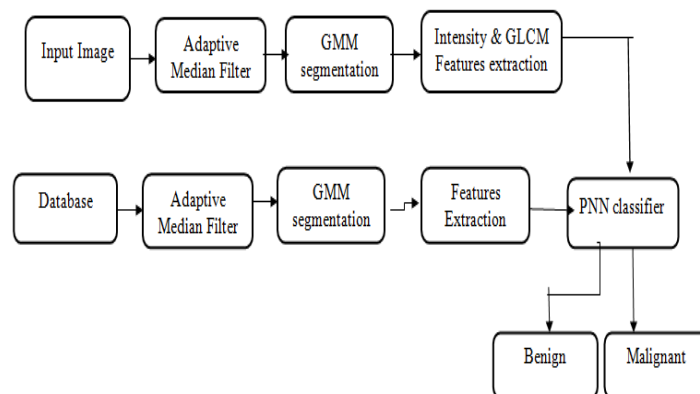 Input Image
Adaptive
Median Filter
GMM
segmentation
Intensity & GLCM
Features extraction
Database
Adaptive
Median Filter
GMM
segmentation
Features
Extraction
PNN classifier
Benign
Malignant